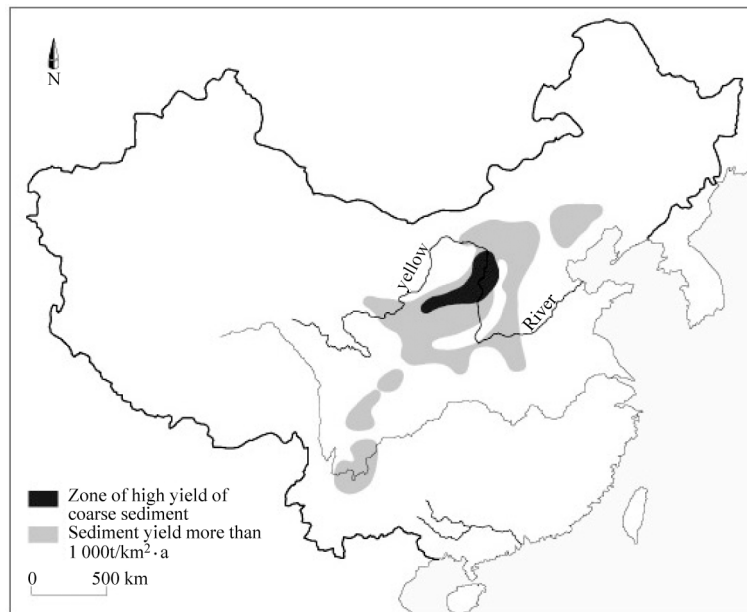 N
yellow
River
Zone of high yield of
coarse sediment
Sediment yield more than
1 000t/km²·a
0 500 km